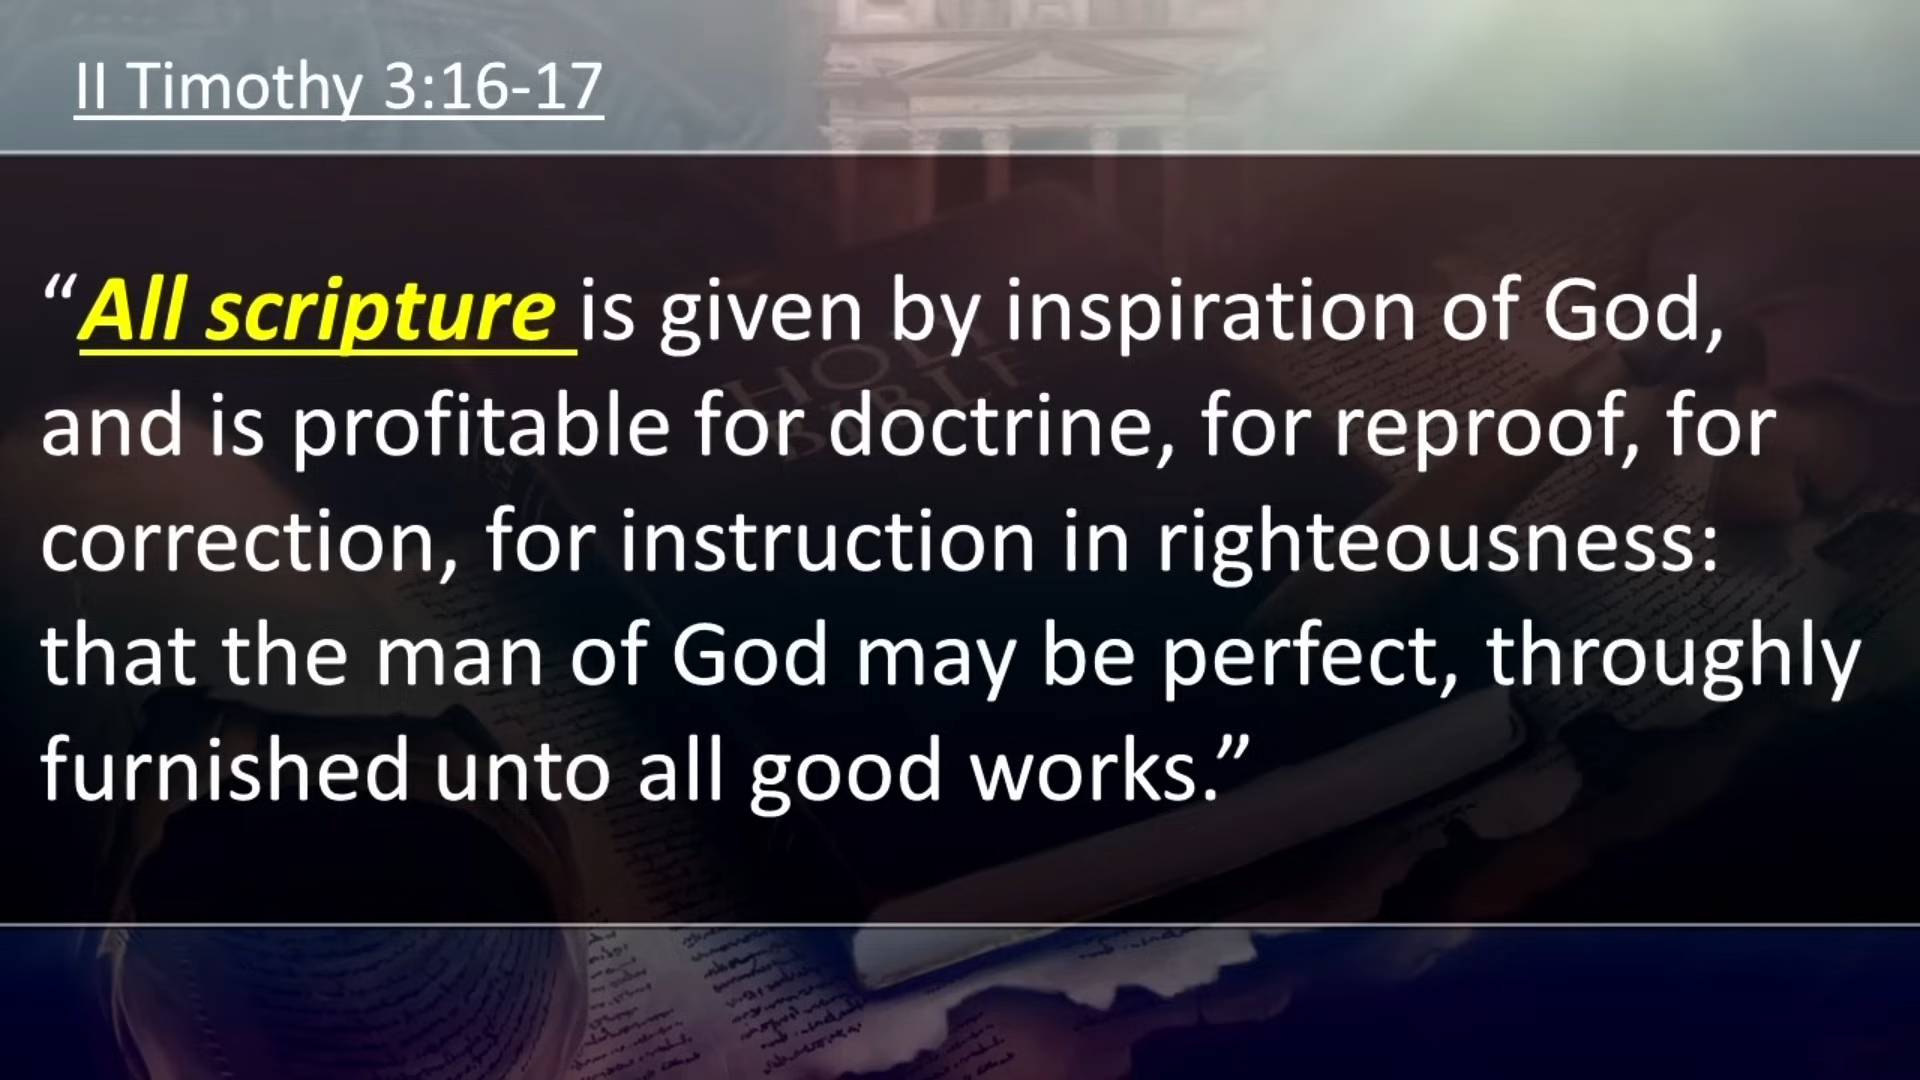 II Timothy 3:16-17
“All scripture is given by inspiration of God,
and is profitable for doctrine, for reproof, for
correction, for instruction in righteousness:
that the man of God may be perfect, throughly
furnished unto all good works.”
HOLY
BIBLE